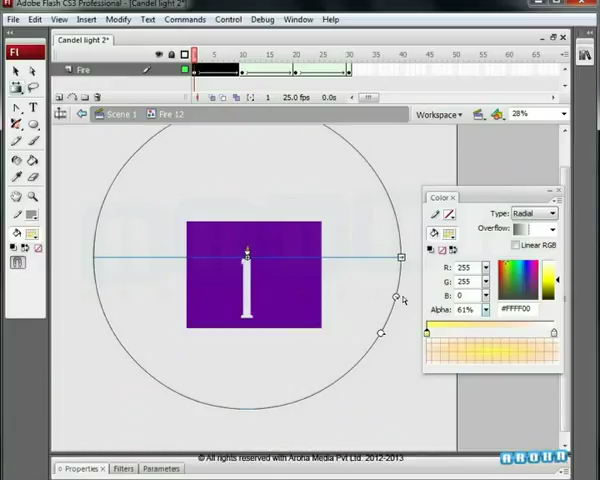 Adobe Flash CS3 Professional - [Candel light 2*]
File Edit View Insert Modify Text Commands Control Debug Window Help
Fl
Candel light 2*
5 10 15 20 25 30 35 40 45 50 55 60 65
Fire
1 25.0 fps 0.0s
Scene 1 Fire 12 Workspace 28%
Color
Type: Radial
Overflow:
Linear RGB
R: 255
G: 255
B: 0
Alpha: 61% #FFFF00
© All rights reserved with Aroha Media Pvt Ltd. 2012-2013
AROHA
Properties Filters Parameters